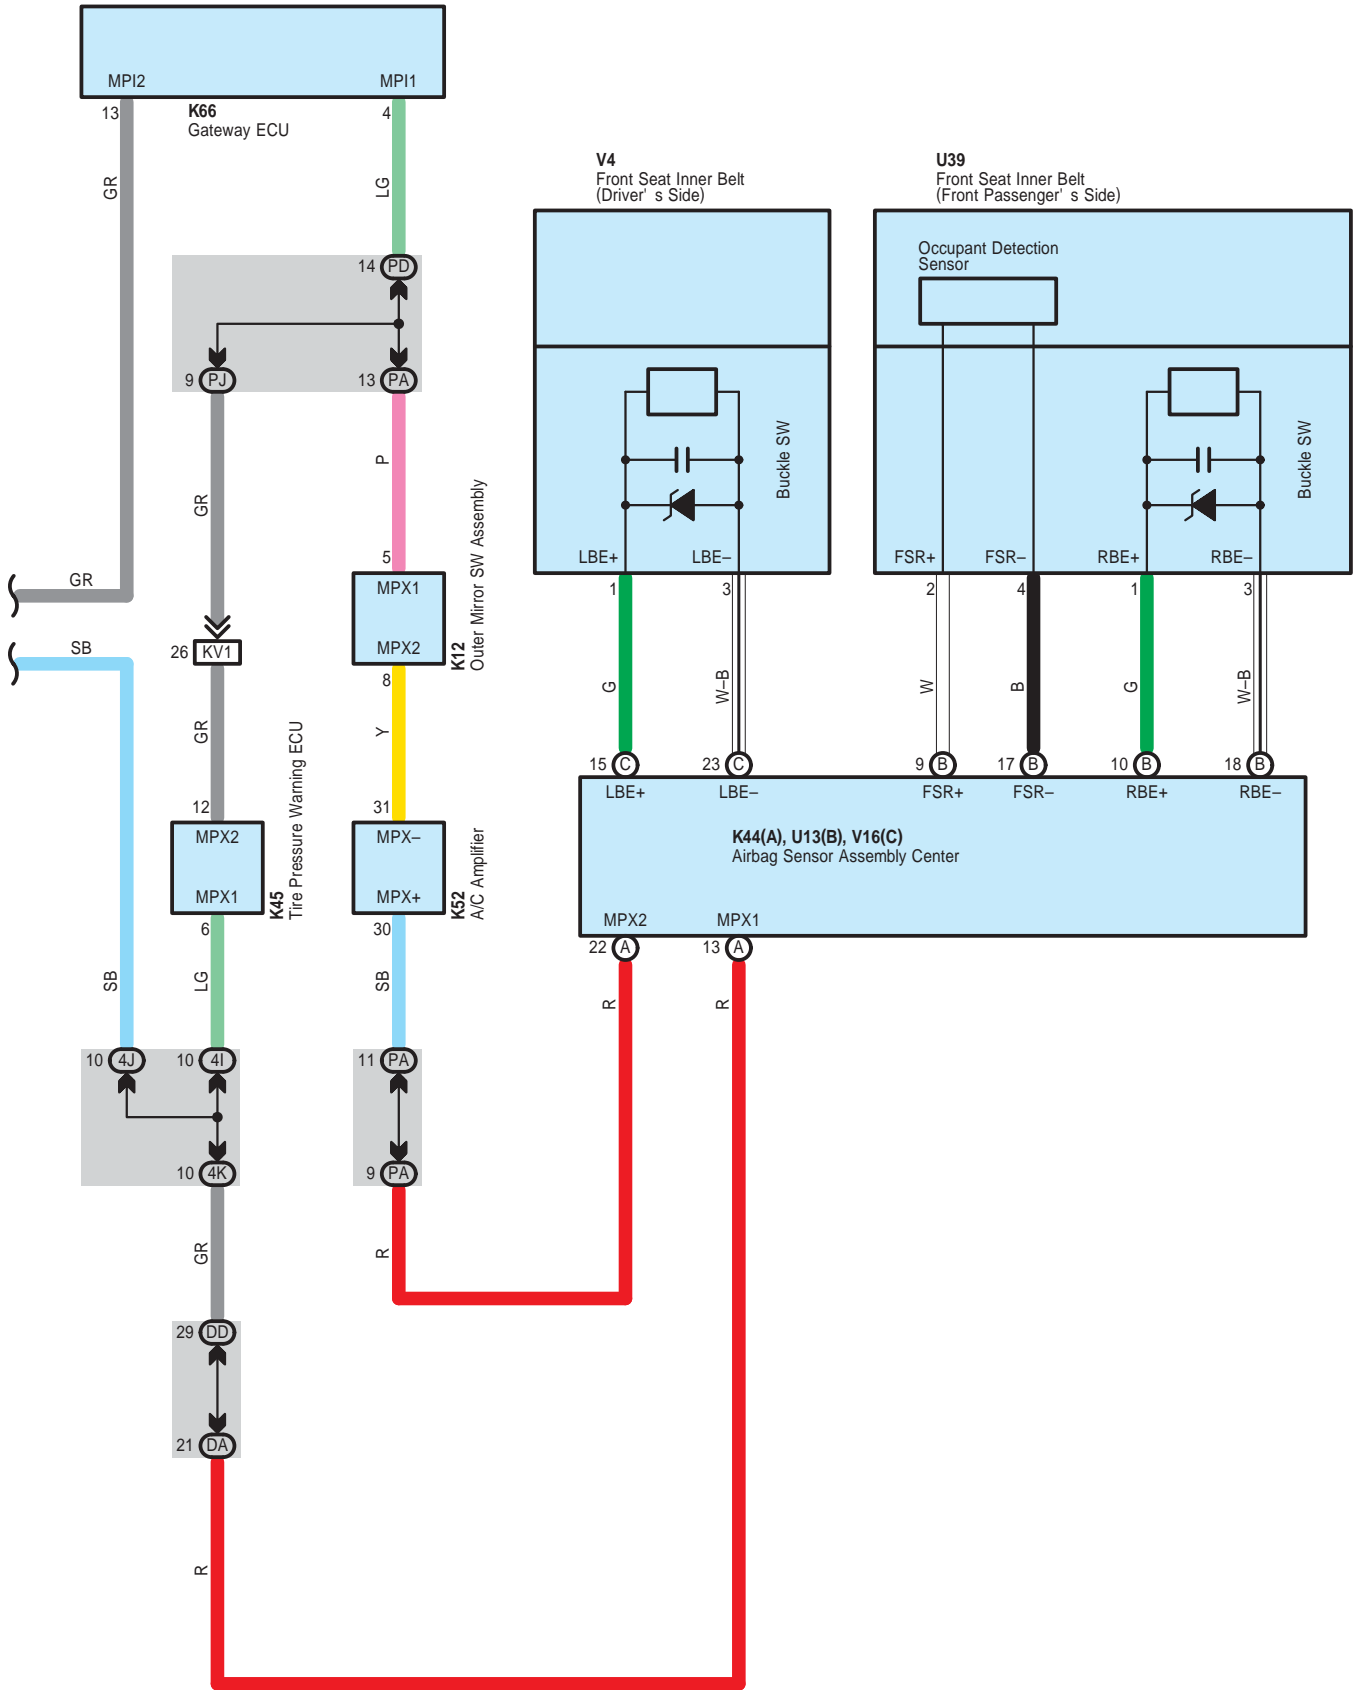 MPI2
MPI1
13
K66
Gateway ECU
4
GR
LG
V4
Front Seat Inner Belt
(Driver' s Side)
U39
Front Seat Inner Belt
(Front Passenger' s Side)
Occupant Detection
Sensor
14 PD
9 PJ
13 PA
GR
P
Buckle SW
Buckle SW
5
LBE+
LBE–
FSR+
FSR–
RBE+
RBE–
GR
MPX1
MPX2
K12
Outer Mirror SW Assembly
1
3
2
4
1
3
SB
26 KV1
8
G
W–B
W
B
G
W–B
GR
Y
12
31
15 C
23 C
9 B
17 B
10 B
18 B
LBE+
LBE–
FSR+
FSR–
RBE+
RBE–
MPX2
MPX1
K45
Tire Pressure Warning ECU
MPX–
MPX+
K52
A/C Amplifier
K44(A), U13(B), V16(C)
Airbag Sensor Assembly Center
MPX2
MPX1
6
30
22 A
13 A
SB
LG
SB
R
R
10 4J
10 4I
11 PA
10 4K
9 PA
GR
R
29 DD
21 DA
R